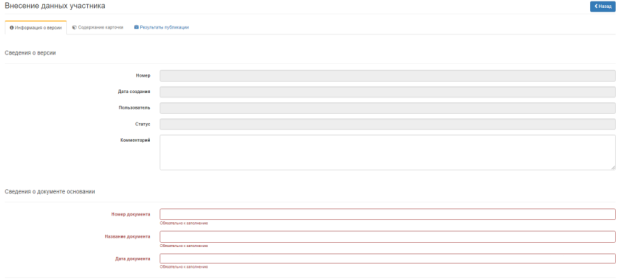 Внесение данных участника
Назад
Информация о версии Содержание карточки Результаты публикации
Сведения о версии
Номер
Дата создания
Пользователь
Статус
Комментарий
Сведения о документе основании
Номер документа
Обязательно к заполнению
Название документа
Обязательно к заполнению
Дата документа
Обязательно к заполнению